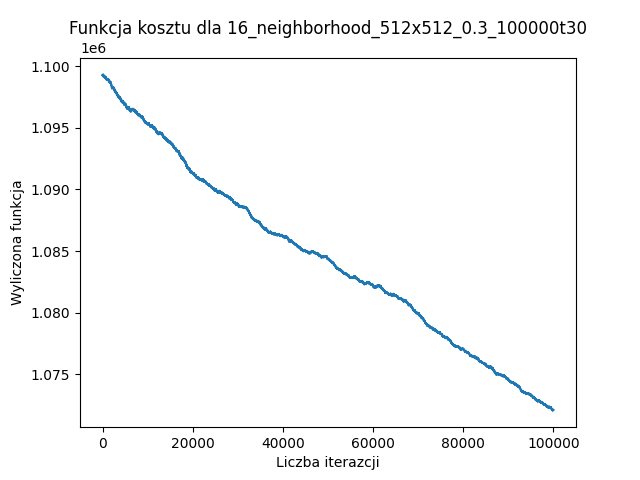 Funkcja kosztu dla 16_neighborhood_512x512_0.3_100000t30
1e6
1.100
1.095
1.090
1.085
1.080
1.075
Wyliczona funkcja
0 20000 40000 60000 80000 100000
Liczba iterazcji